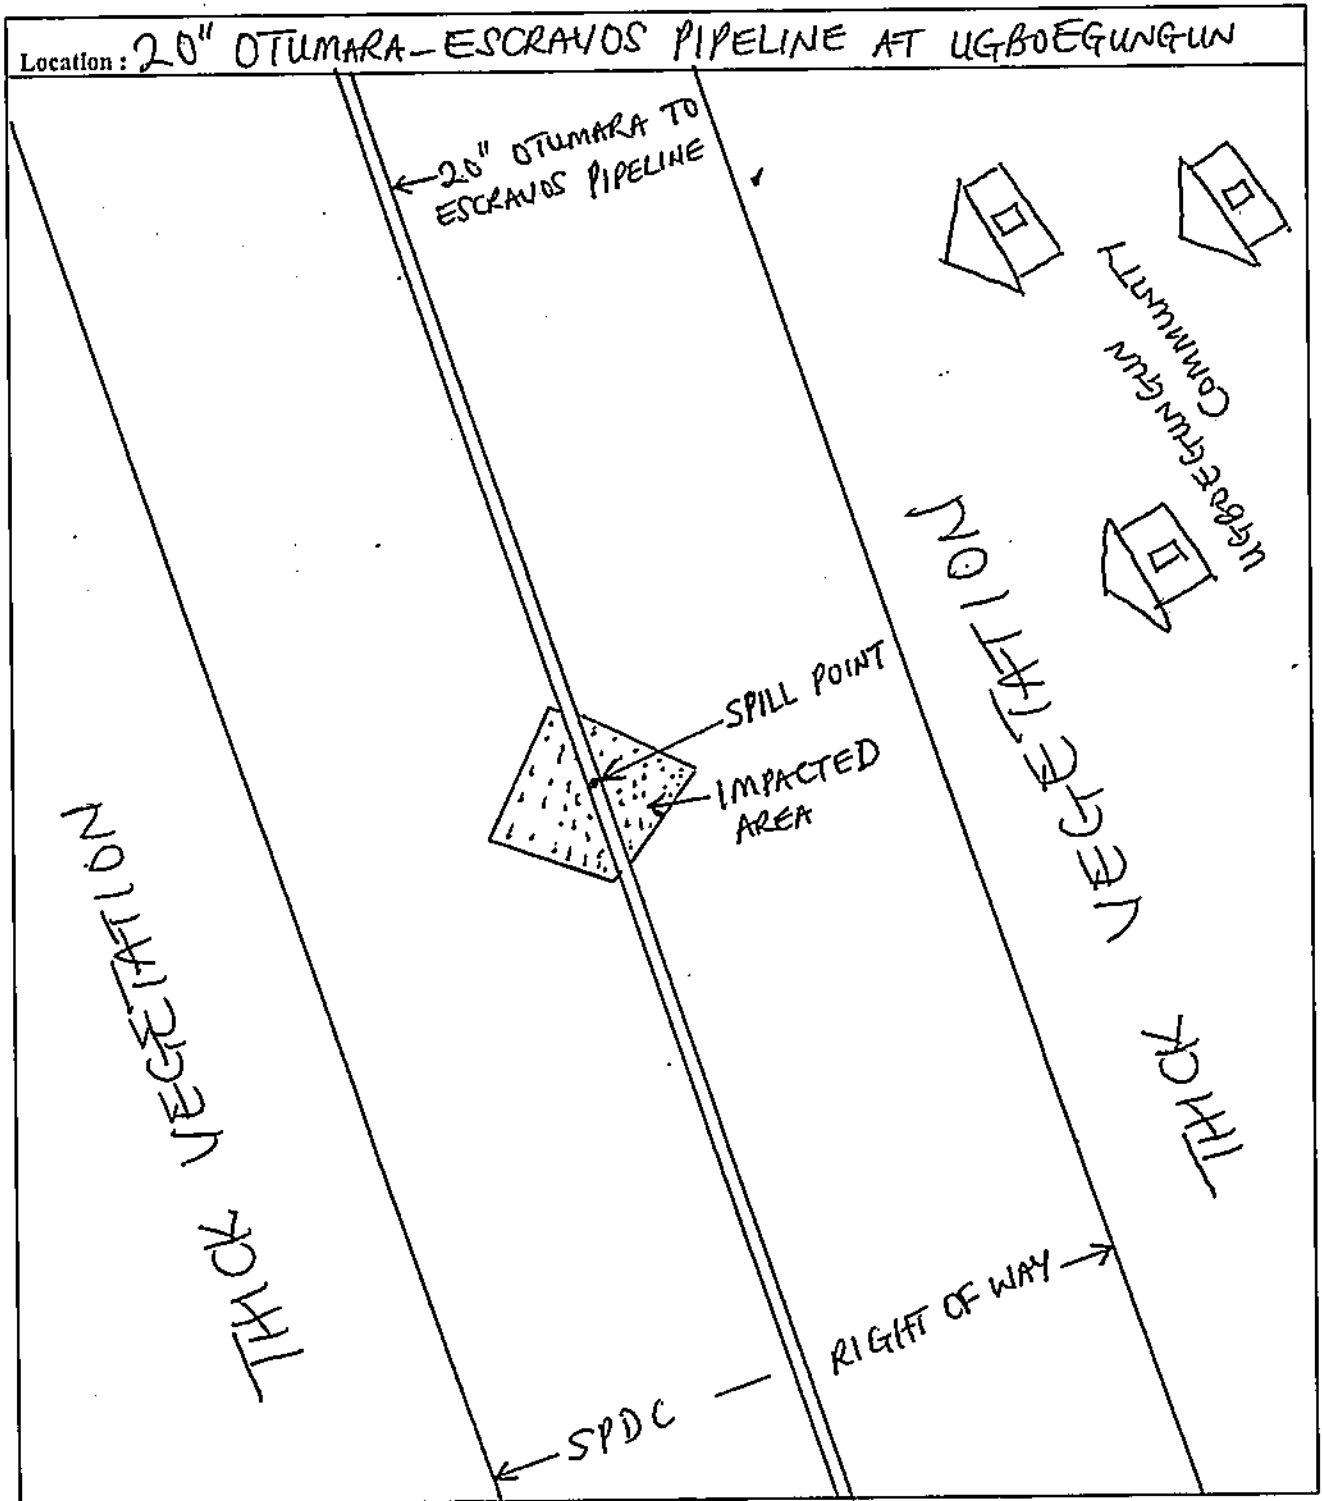 Location : 20" OTUMARA-ESCRAVOS PIPELINE AT UGBOEGUNGUN
←20" OTUMARA TO
ESCRAVOS PIPELINE
UGBOEGUNGUN
COMMUNITY
SPILL POINT
IMPACTED
AREA
THICK VEGETATION
THICK VEGETATION
SPDC — RIGHT OF WAY